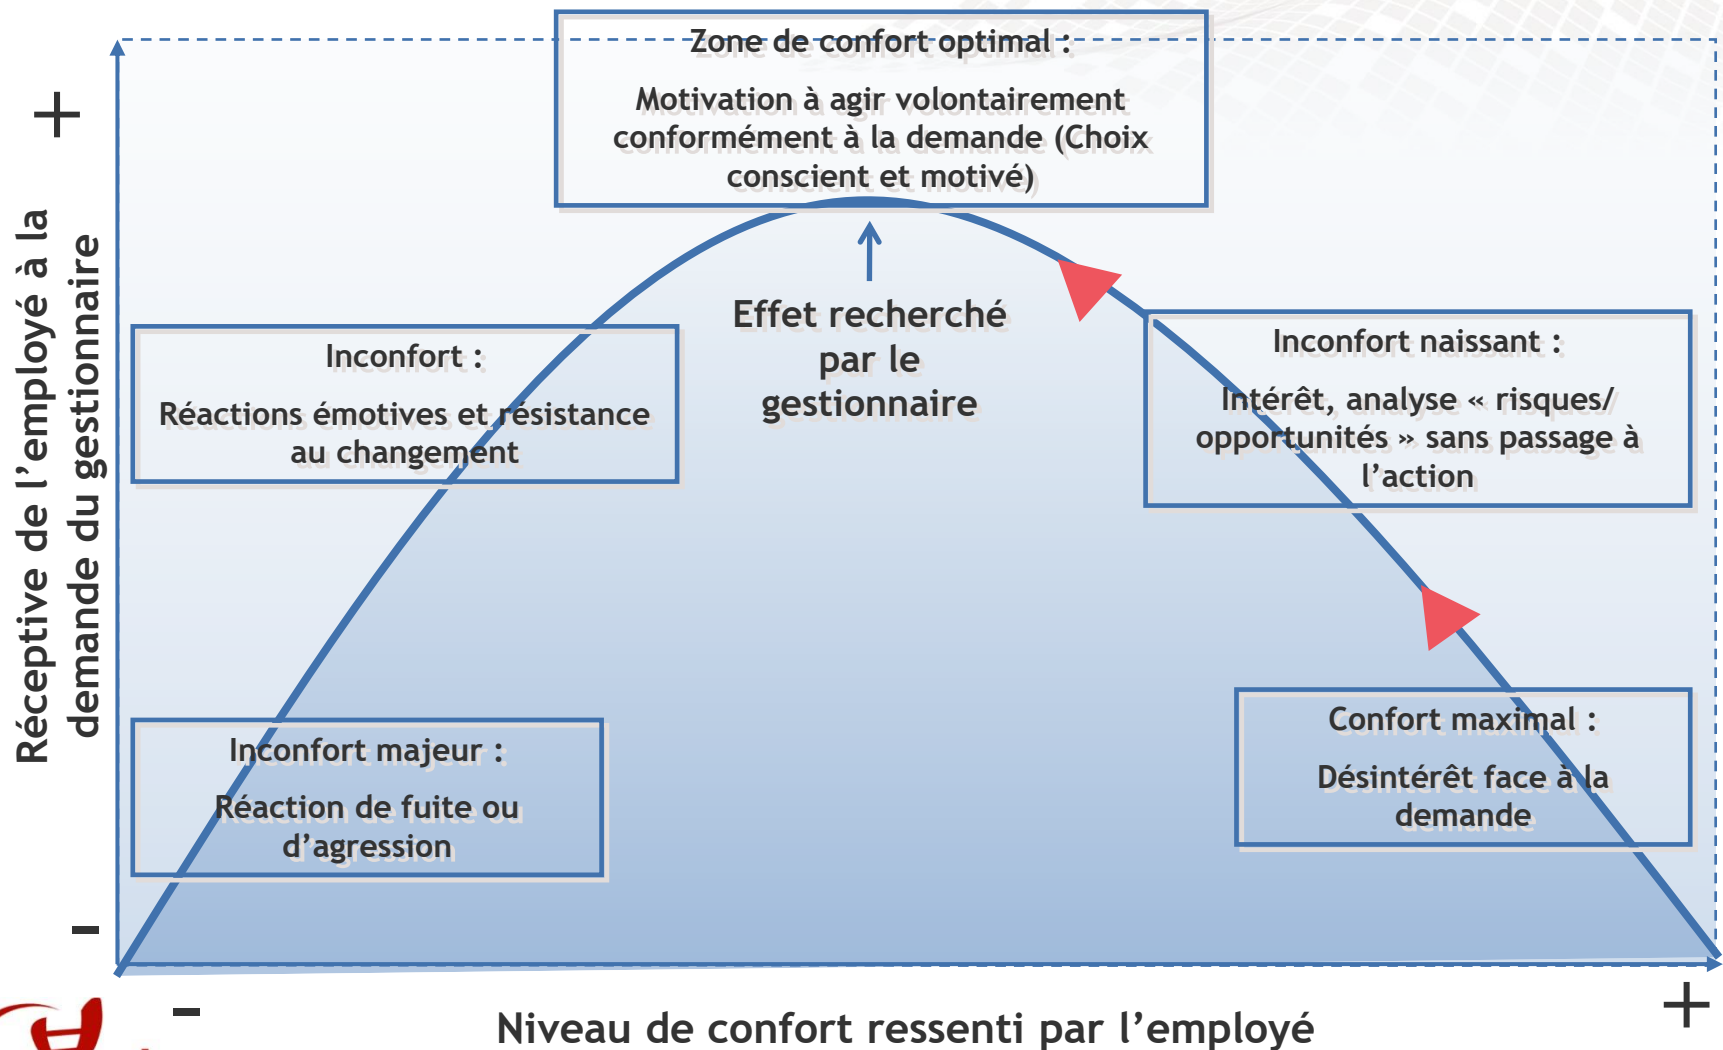 Zone de confort optimal :
Motivation à agir volontairement
conformément à la demande (Choix
conscient et motivé)
+
Réceptive de l'employé à la
demande du gestionnaire
-
Effet recherché
par le
gestionnaire
Inconfort :
Réactions émotives et résistance
au changement
Inconfort naissant :
Intérêt, analyse « risques/
opportunités » sans passage à
l'action
Inconfort majeur :
Réaction de fuite ou
d'agression
Confort maximal :
Désintérêt face à la
demande
-
Niveau de confort ressenti par l'employé
+